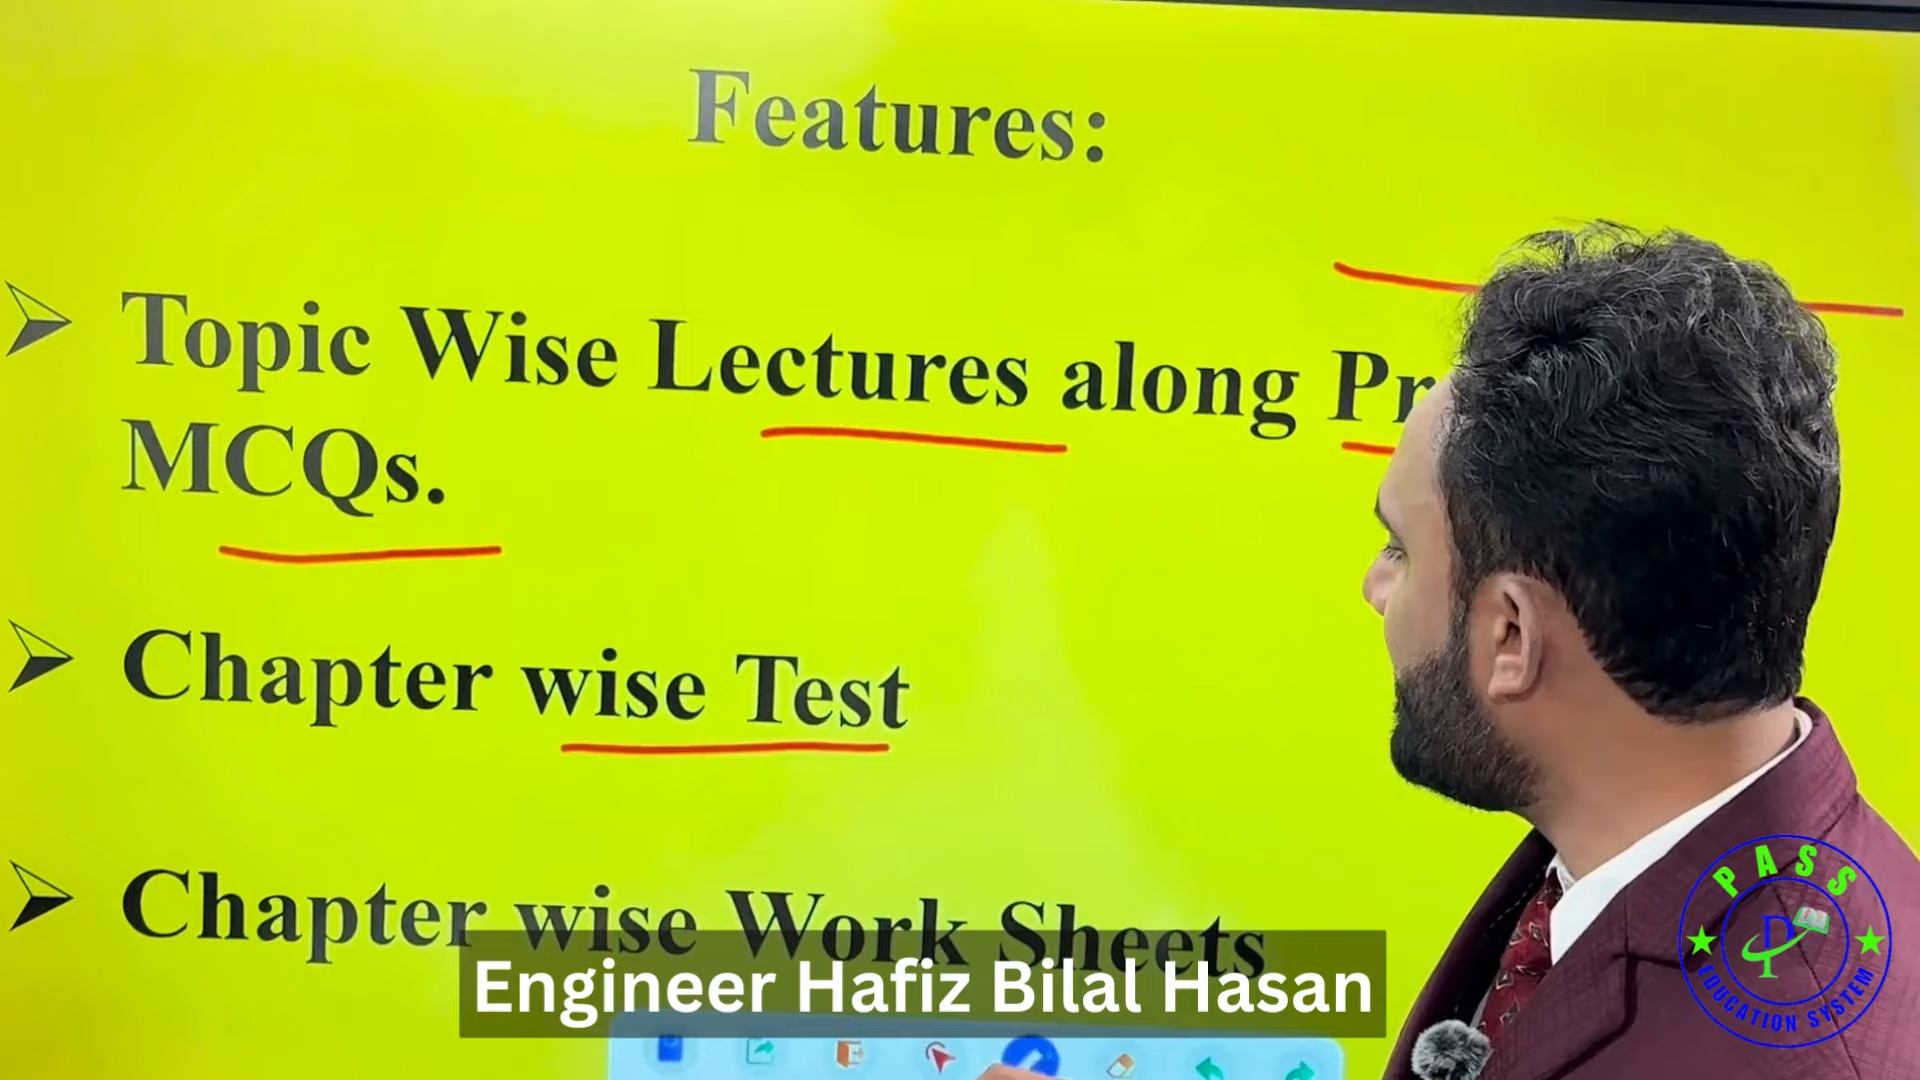 Features:
Topic Wise Lectures along
MCQs.
Chapter wise Test
Chapter wise Work Sheets
Engineer Hafiz Bilal Hasan
PASS
EDUCATION SYSTEM